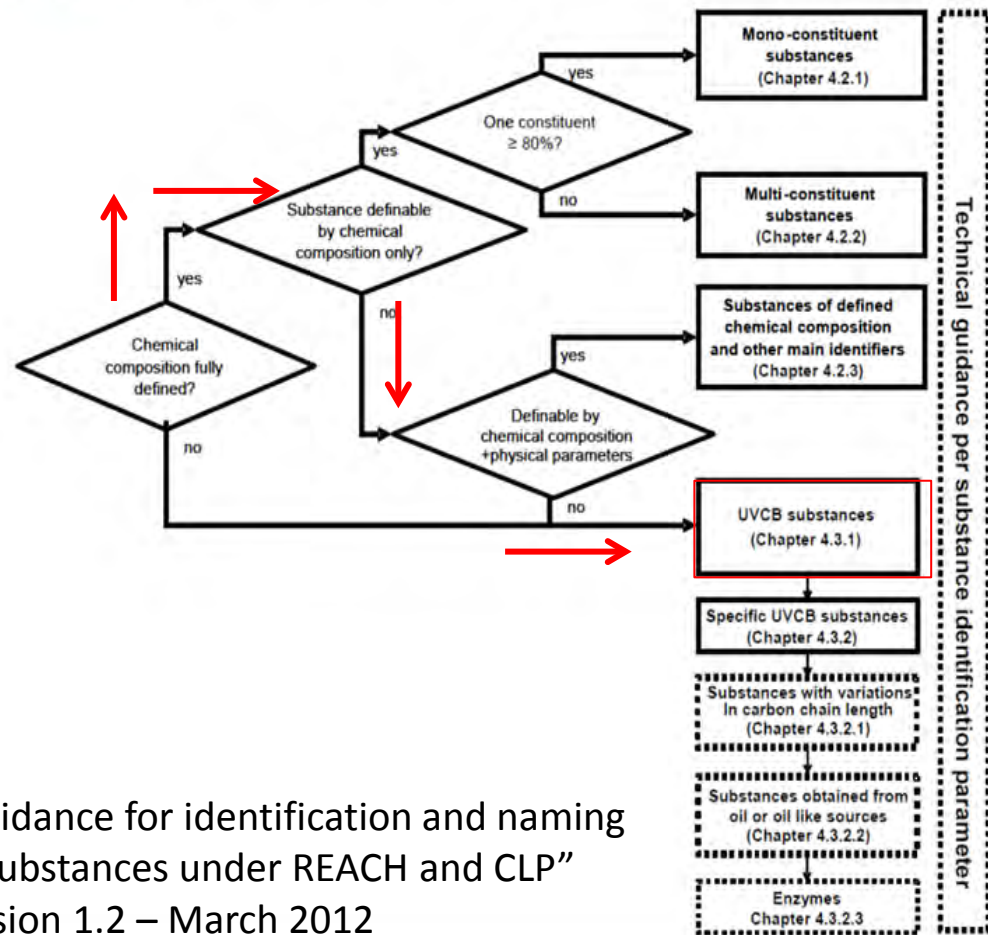 Mono-constituent
substances
(Chapter 4.2.1)
yes
One constituent
≥ 80%?
yes
no
Substance definable
by chemical
composition only?
Multi-constituent
substances
(Chapter 4.2.2)
yes
no
Chemical
composition fully
defined?
Substances of defined
chemical composition
and other main identifiers
(Chapter 4.2.3)
yes
Definable by
chemical composition
+physical parameters
no
no
UVCB substances
(Chapter 4.3.1)
Specific UVCB substances
(Chapter 4.3.2)
Substances with variations
In carbon chain length
(Chapter 4.3.2.1)
Substances obtained from
oil or oil like sources
(Chapter 4.3.2.2)
Enzymes
Chapter 4.3.2.3
Technical guidance per substance identification parameter
idance for identification and naming
ubstances under REACH and CLP”
sion 1.2 – March 2012